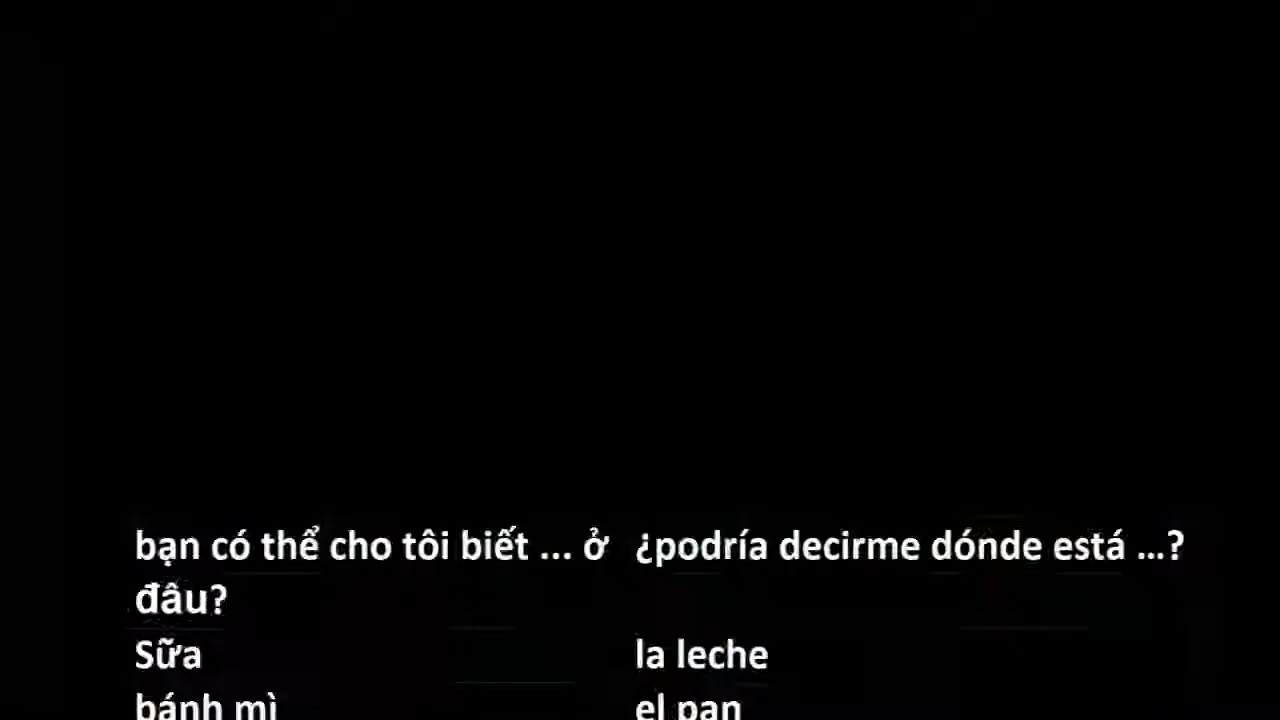 bạn có thể cho tôi biết ... ở ¿podría decirme dónde está ...?
đâu?
Sữa la leche
bánh mì el pan